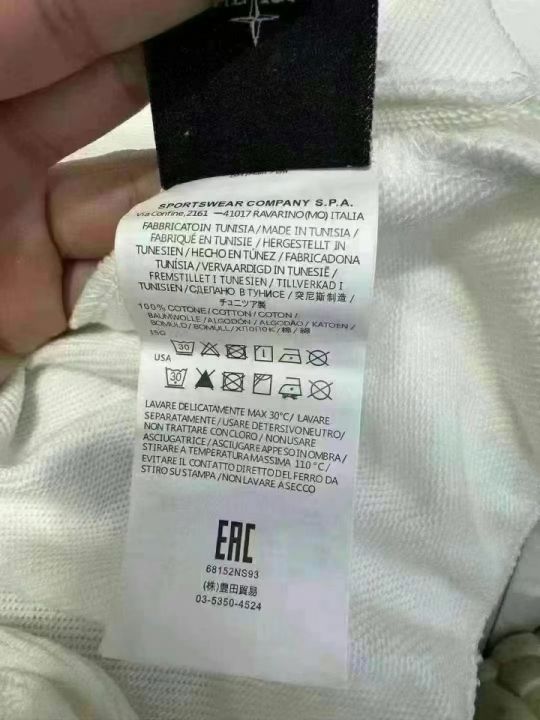 SPORTSWEAR COMPANY S.P.A.
Via Confine, 2161 —41017 RAVARINO(MO) ITALIA
FABBRICATOIN TUNISIA/MADE IN TUNISIA/
FABRIQUÉ EN TUNISIE/HERGESTELLT IN
TUNESIEN/HECHO EN TÚNEZ/FABRICADONA
TUNÍSIA/VERVAARDIGD IN TUNESIË/
FREMSTILLET I TUNESIEN/TILLVERKAD I
TUNISIEN/СДЕЛАНО В ТУНИСЕ/突尼斯制造/
チュニジア製
100% COTONE/COTTON/COTON/
BAUMWOLLE/ALGODÓN/ALGODÃO/KATOEN/
BOMULD/BOMULL/ХЛОПОК/棉/綿
ISO
30
USA
30
LAVARE DELICATAMENTE MAX 30°C/ LAVARE
SEPARATAMENTE/USARE DETERSIVONEUTRO/
NON TRATTARE CON CLORO/ NONUSARE
ASCIUGATRICE/ASCIUGARE APPESO IN OMBRA/
STIRARE A TEMPERATURA MASSIMA 110 °C/
EVITARE IL CONTATTO DIRETTO DEL FERRO DA
STIRO SU STAMPA/NON LAVARE A SECCO
EAC
68152NS93
(株)豊田貿易
03-5350-4524